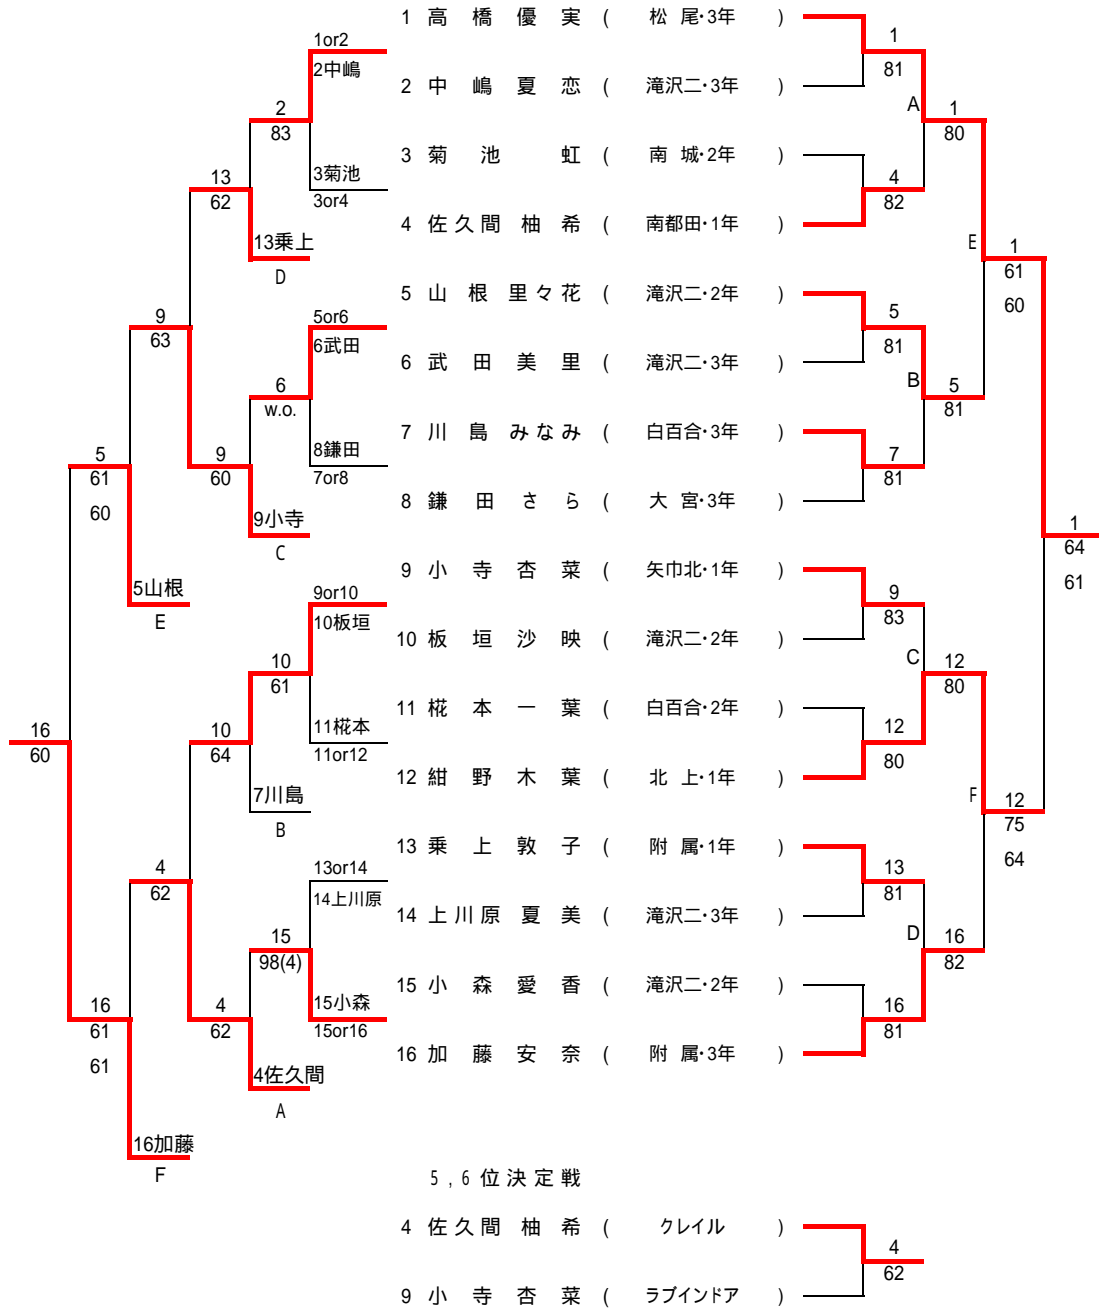 1 高橋優実 ( 松尾・3年 )
2 中嶋夏恋 ( 滝沢二・3年 )
3 菊池虹 ( 南城・2年 )
4 佐久間柚希 ( 南都田・1年 )
5 山根里々花 ( 滝沢二・2年 )
6 武田美里 ( 滝沢二・3年 )
7 川島みなみ ( 白百合・3年 )
8 鎌田さら ( 大宮・3年 )
9 小寺杏菜 ( 矢巾北・1年 )
10 板垣沙映 ( 滝沢二・2年 )
11 椛本一葉 ( 白百合・2年 )
12 紺野木葉 ( 北上・1年 )
13 乗上敦子 ( 附属・1年 )
14 上川原夏美 ( 滝沢二・3年 )
15 小森愛香 ( 滝沢二・2年 )
16 加藤安奈 ( 附属・3年 )
1
81
4
82
5
81
7
81
9
83
12
80
13
81
16
81
A
1
80
B
5
81
C
12
80
D
16
82
E
1
61
60
F
12
75
64
1
64
61
1or2
2中嶋
3菊池
3or4
2
83
13乗上
D
13
62
5or6
6武田
8鎌田
7or8
6
w.o.
9小寺
C
9
60
9
63
5山根
E
5
61
60
9or10
10板垣
11椛本
11or12
10
61
7川島
B
10
64
13or14
14上川原
15小森
15or16
15
98(4)
4佐久間
A
4
62
4
62
16加藤
F
16
61
61
16
60
5,6位決定戦
4 佐久間柚希 ( クレイル )
9 小寺杏菜 ( ラブインドア )
4
62